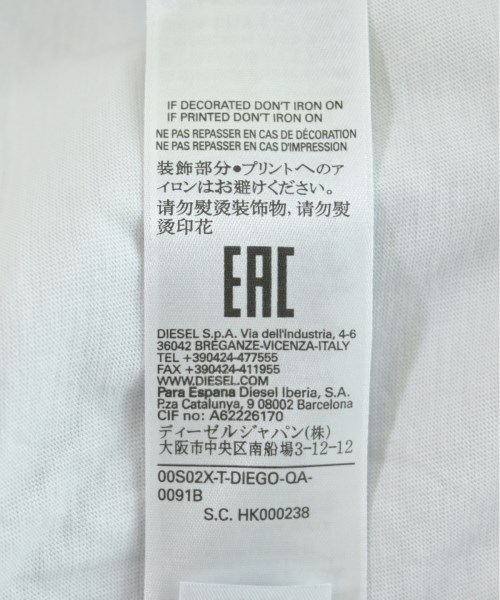 IF DECORATED DON'T IRON ON
IF PRINTED DON'T IRON ON
NE PAS REPASSER EN CAS DE DÉCORATION
NE PAS REPASSER EN CAS D'IMPRESSION
装飾部分●プリントへのア
イロンはお避けください。
请勿熨烫装饰物, 请勿熨
烫印花
EAC
DIESEL S.p.A. Via dell'Industria, 4-6
36042 BREGANZE-VICENZA-ITALY
TEL +390424-477555
FAX +390424-411955
WWW.DIESEL.COM
Para Espana Diesel Iberia, S.A.
P.za Catalunya, 9 08002 Barcelona
CIF no: A62226170
ディーゼルジャパン(株)
大阪市中央区南船場3-12-12
00S02X-T-DIEGO-QA-
0091B
S.C. HK000238